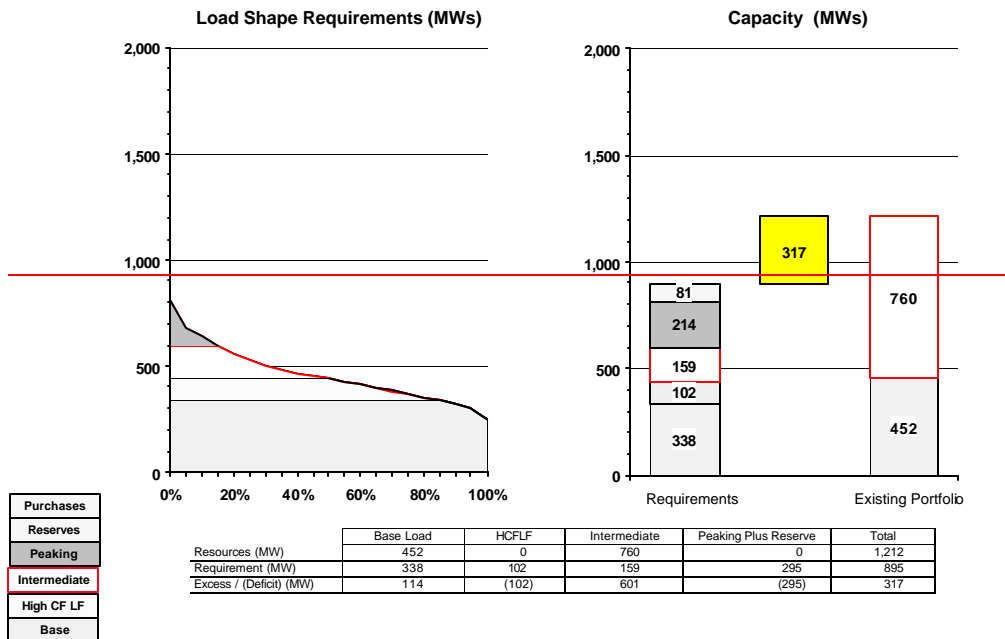 Load Shape Requirements (MWs)
2,000
1,500
1,000
500
0
0% 20% 40% 60% 80% 100%
Capacity (MWs)
2,000
1,500
1,000
500
0
81
214
159
102
338
317
760
452
Requirements Existing Portfolio
Purchases
Reserves
Peaking
Intermediate
High CF LF
Base
Base Load HCFLF Intermediate Peaking Plus Reserve Total
Resources (MW) 452 0 760 0 1,212
Requirement (MW) 338 102 159 295 895
Excess / (Deficit) (MW) 114 (102) 601 (295) 317